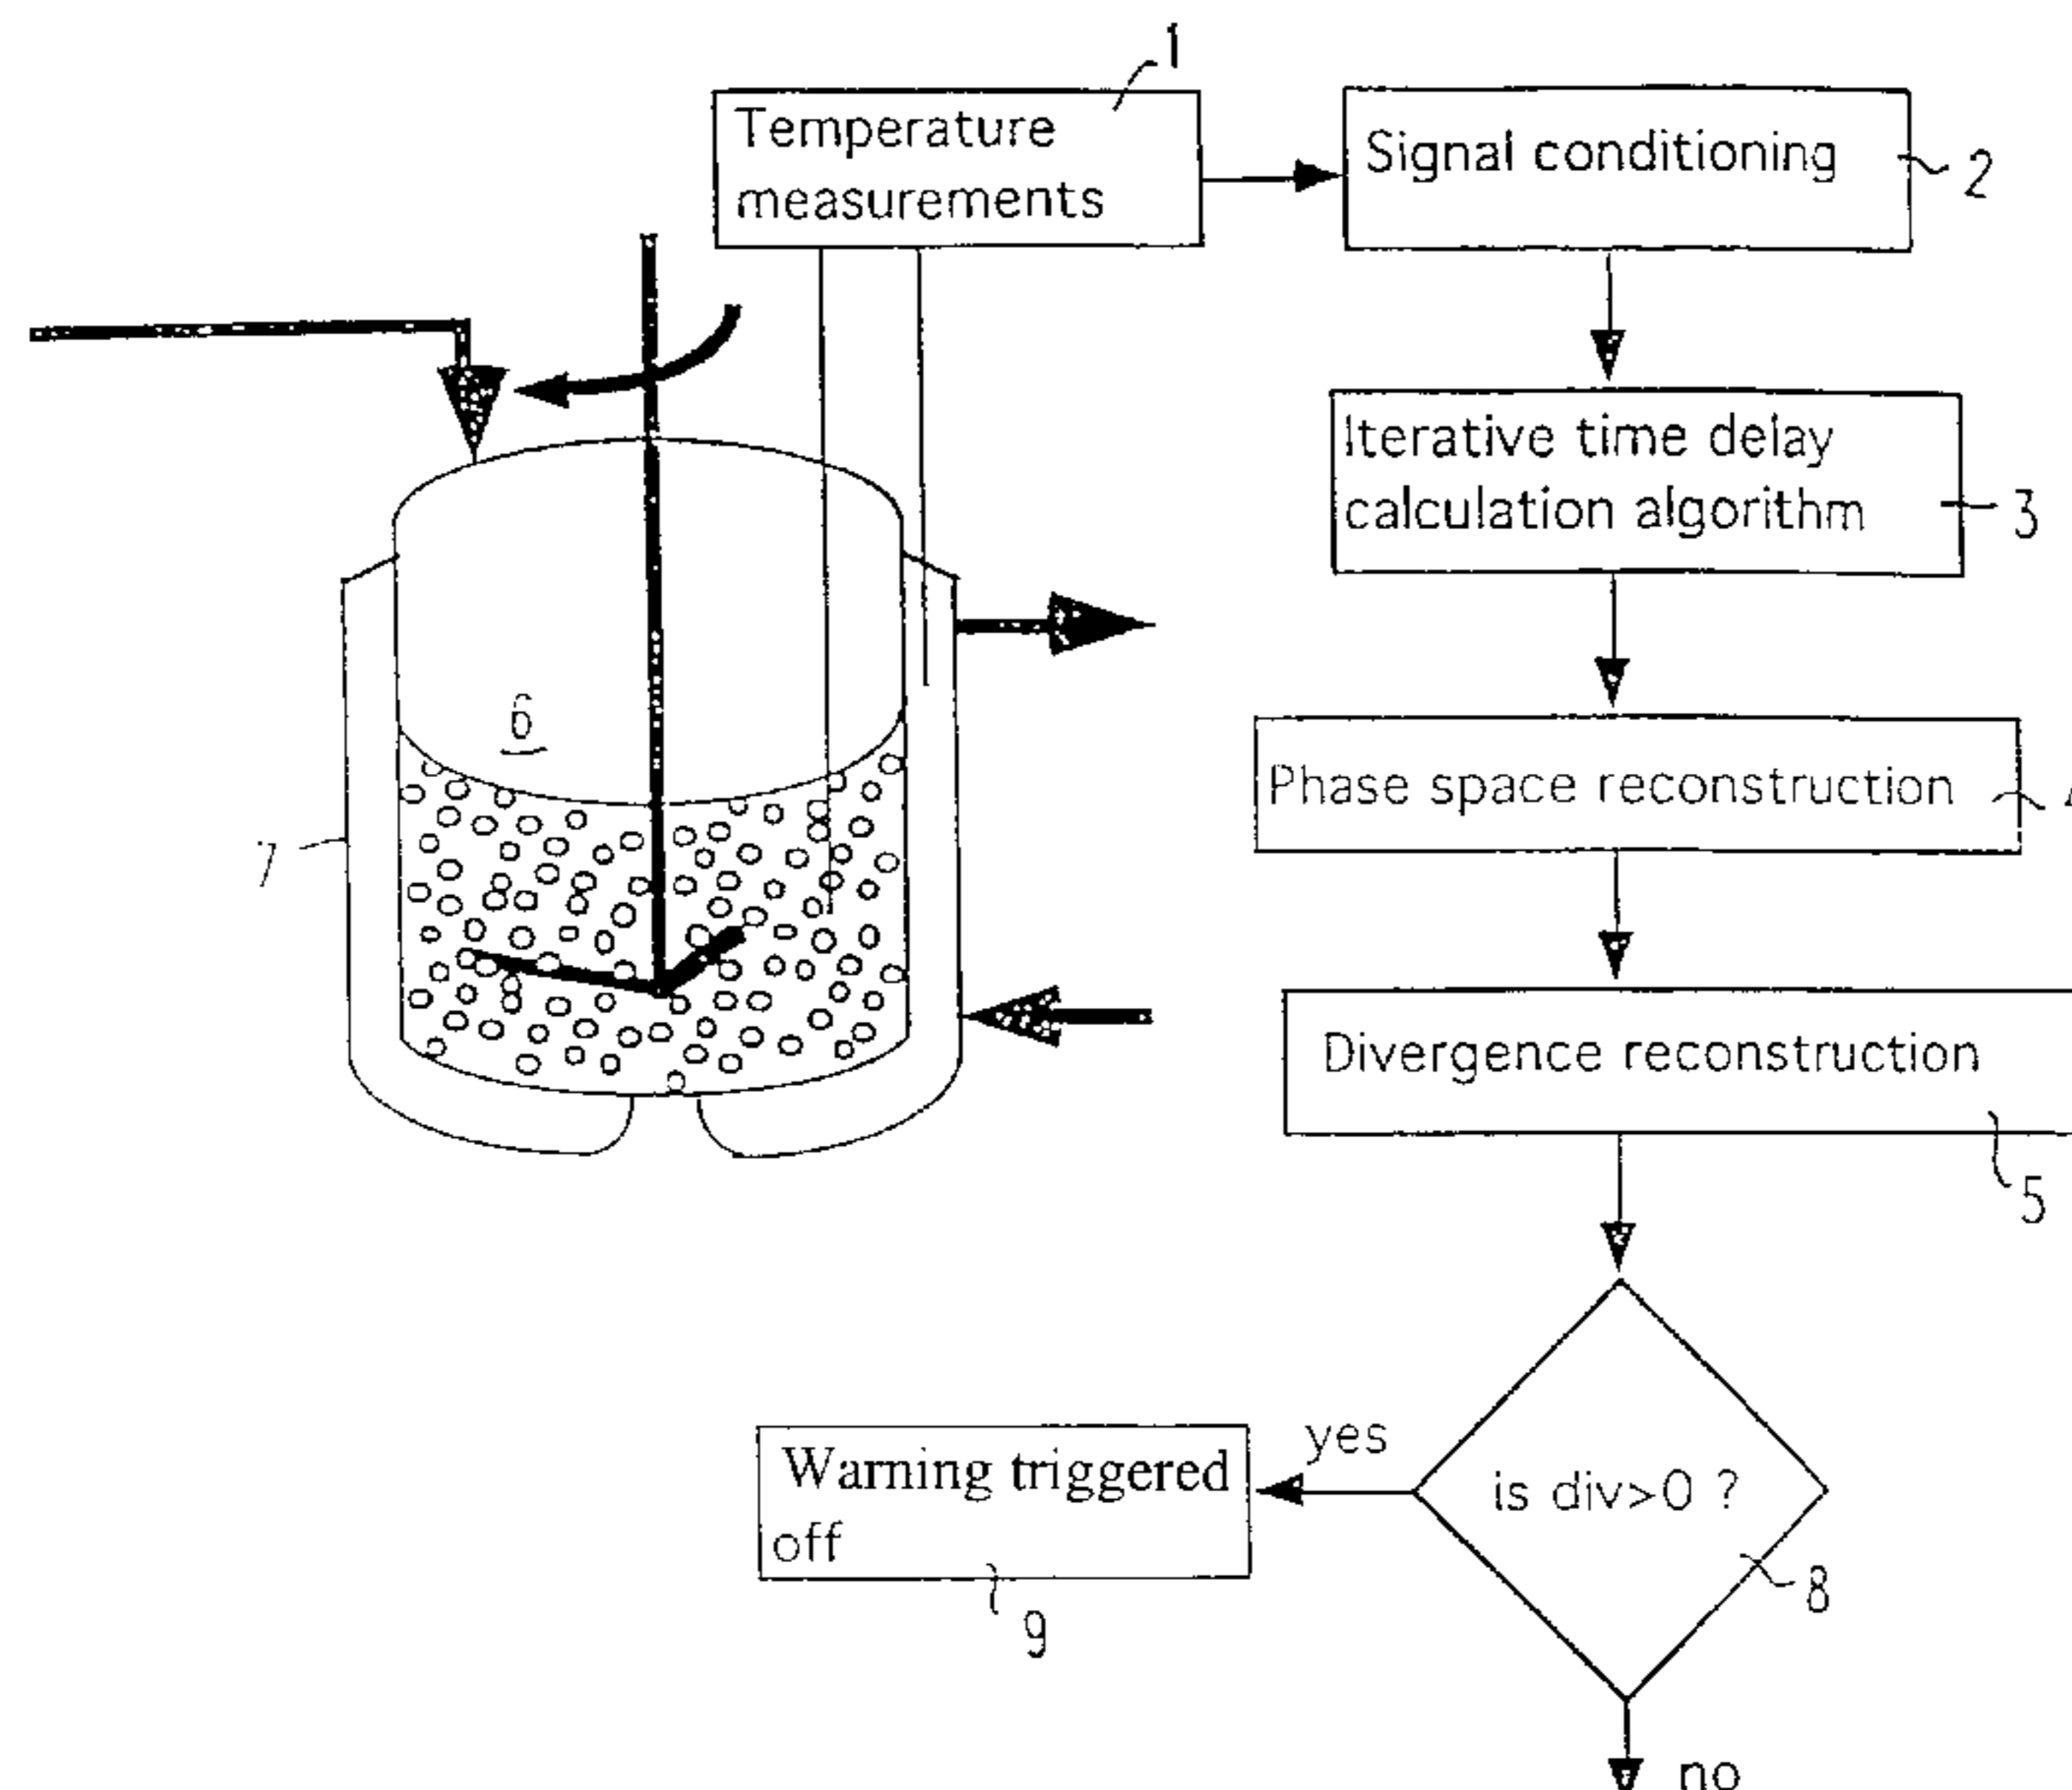 1
Temperature
measurements
Signal conditioning
2
Iterative time delay
calculation algorithm
3
6
Phase space reconstruction
7
Divergence reconstruction
5
yes
is div>0 ?
Warning triggered
off
8
9
no